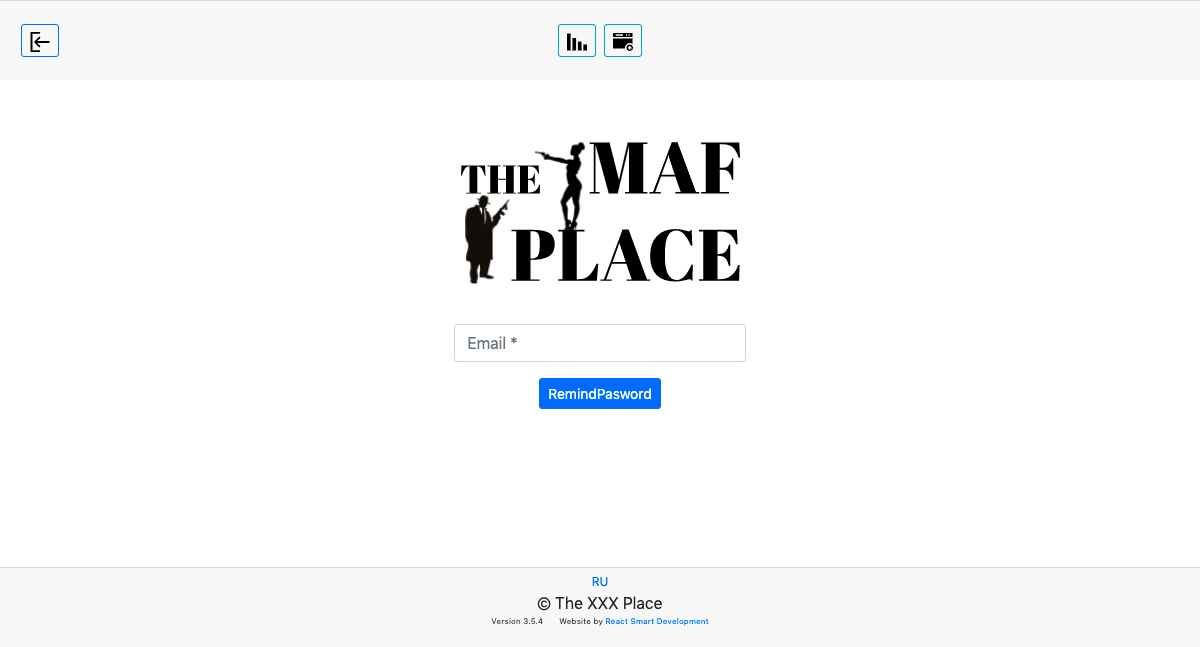 THE MAF
PLACE
Email *
RemindPasword
RU
© The XXX Place
Version 3.5.4 Website by React Smart Development